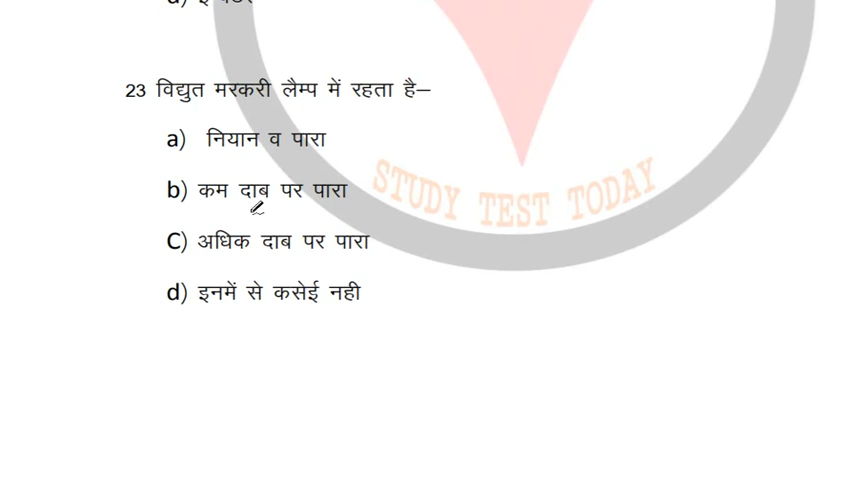 23 विद्युत मरकरी लैम्प में रहता है–
a) नियान व पारा
b) कम दाब पर पारा
C) अधिक दाब पर पारा
d) इनमें से कसेई नही
STUDY TEST TODAY